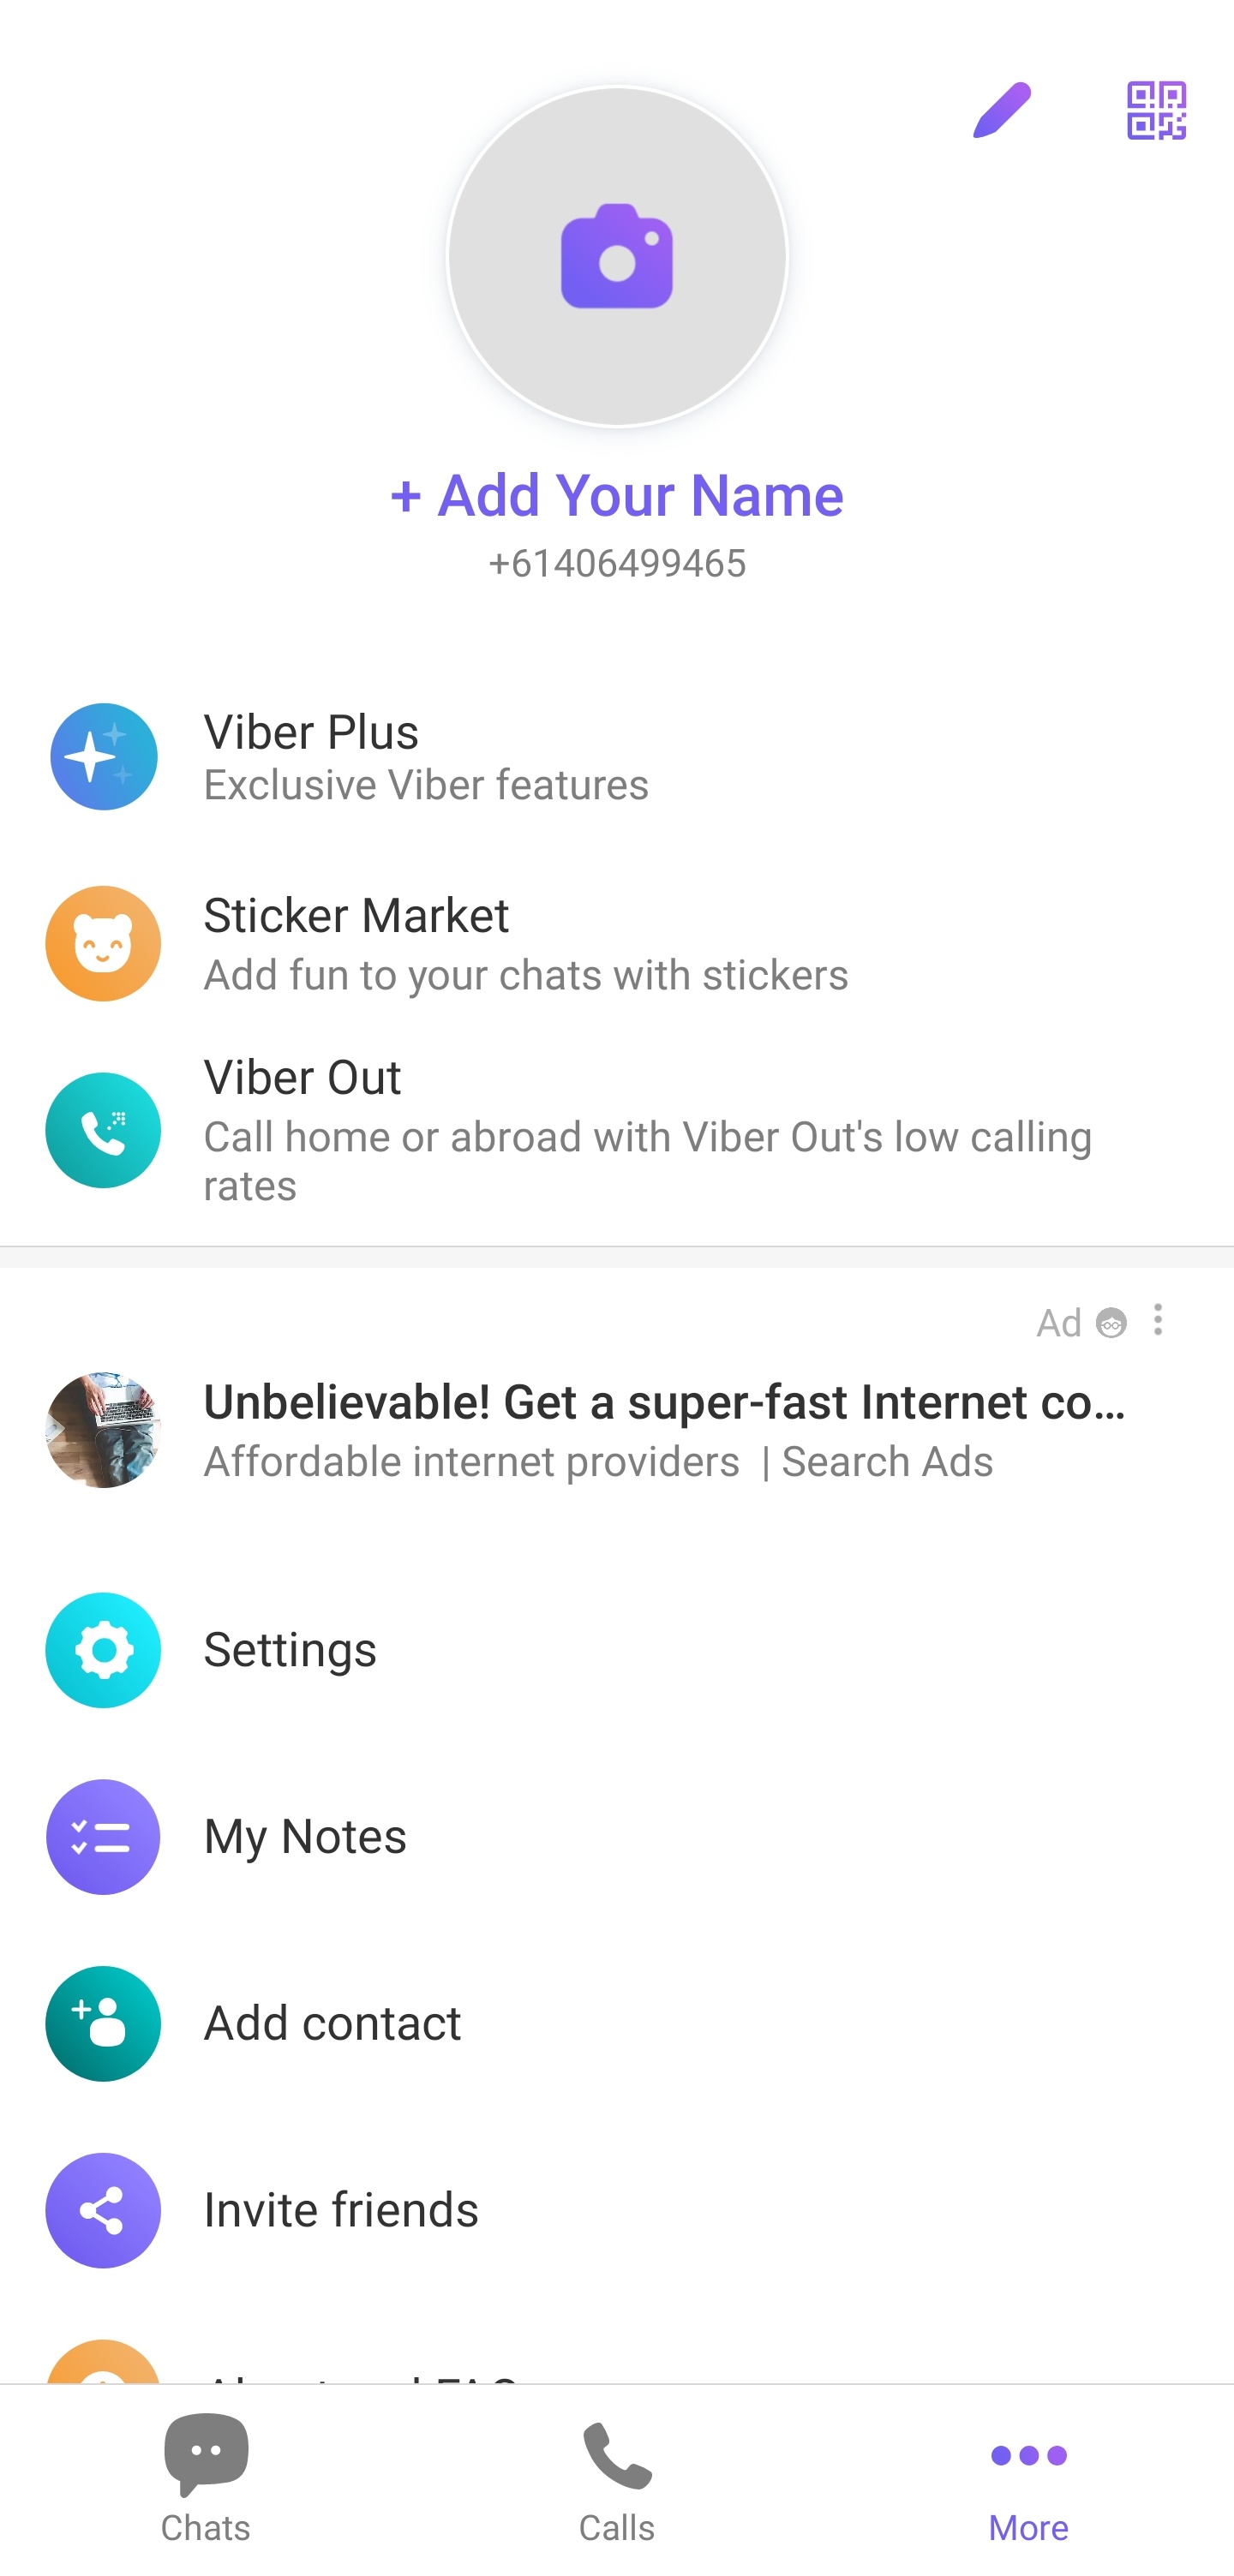 + Add Your Name
+61406499465
Viber Plus
Exclusive Viber features
Sticker Market
Add fun to your chats with stickers
Viber Out
Call home or abroad with Viber Out's low calling
rates
Ad
Unbelievable! Get a super-fast Internet co...
Affordable internet providers | Search Ads
Settings
My Notes
Add contact
Invite friends
Chats
Calls
More